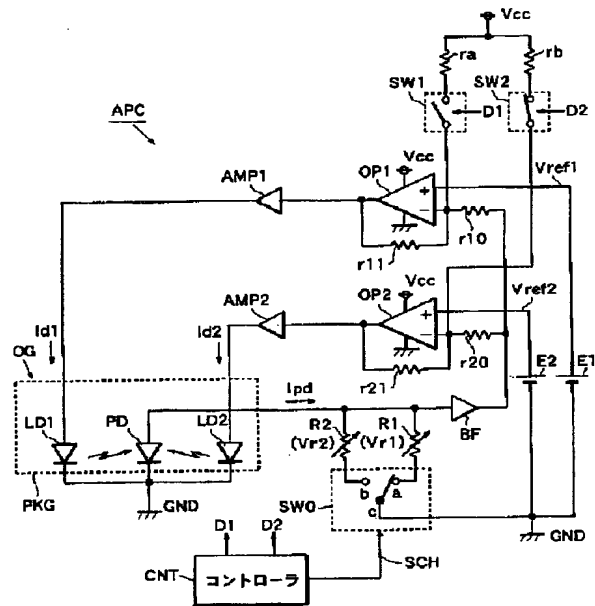 Vcc
ra
rb
SW1
SW2
D1
D2
APC
Vcc
Vref1
AMP1
OP1
+
−
r10
r11
Vcc
Vref2
AMP2
OP2
+
−
Id1
Id2
r20
r21
E2
E1
OG
Ipd
LD1
PD
LD2
R2
(Vr2)
R1
(Vr1)
BF
b
a
c
PKG
GND
SW0
GND
D1
D2
SCH
CNT
コントローラ